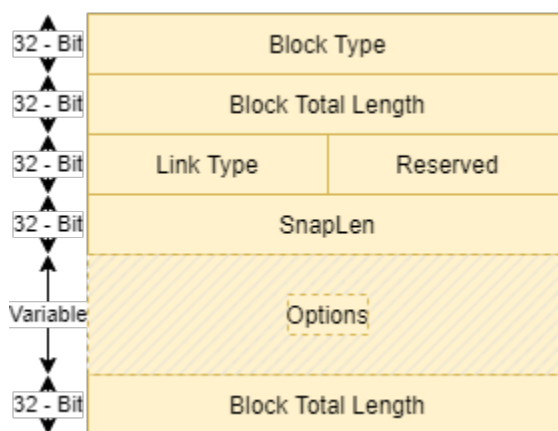 32 - Bit Block Type
32 - Bit Block Total Length
32 - Bit Link Type Reserved
32 - Bit SnapLen
Variable Options
32 - Bit Block Total Length